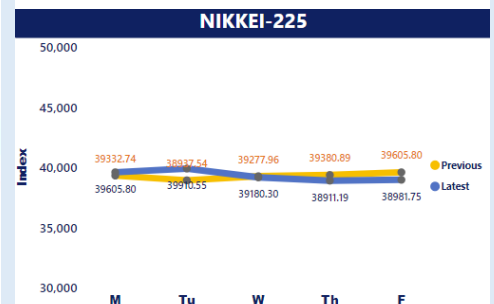 NIKKEI-225
50,000
45,000
40,000
35,000
30,000
Index
39332.74
38937.54
39277.96
39380.89
39605.80
39605.80
39910.55
39180.30
38911.19
38981.75
Previous
Latest
M
Tu
W
Th
F